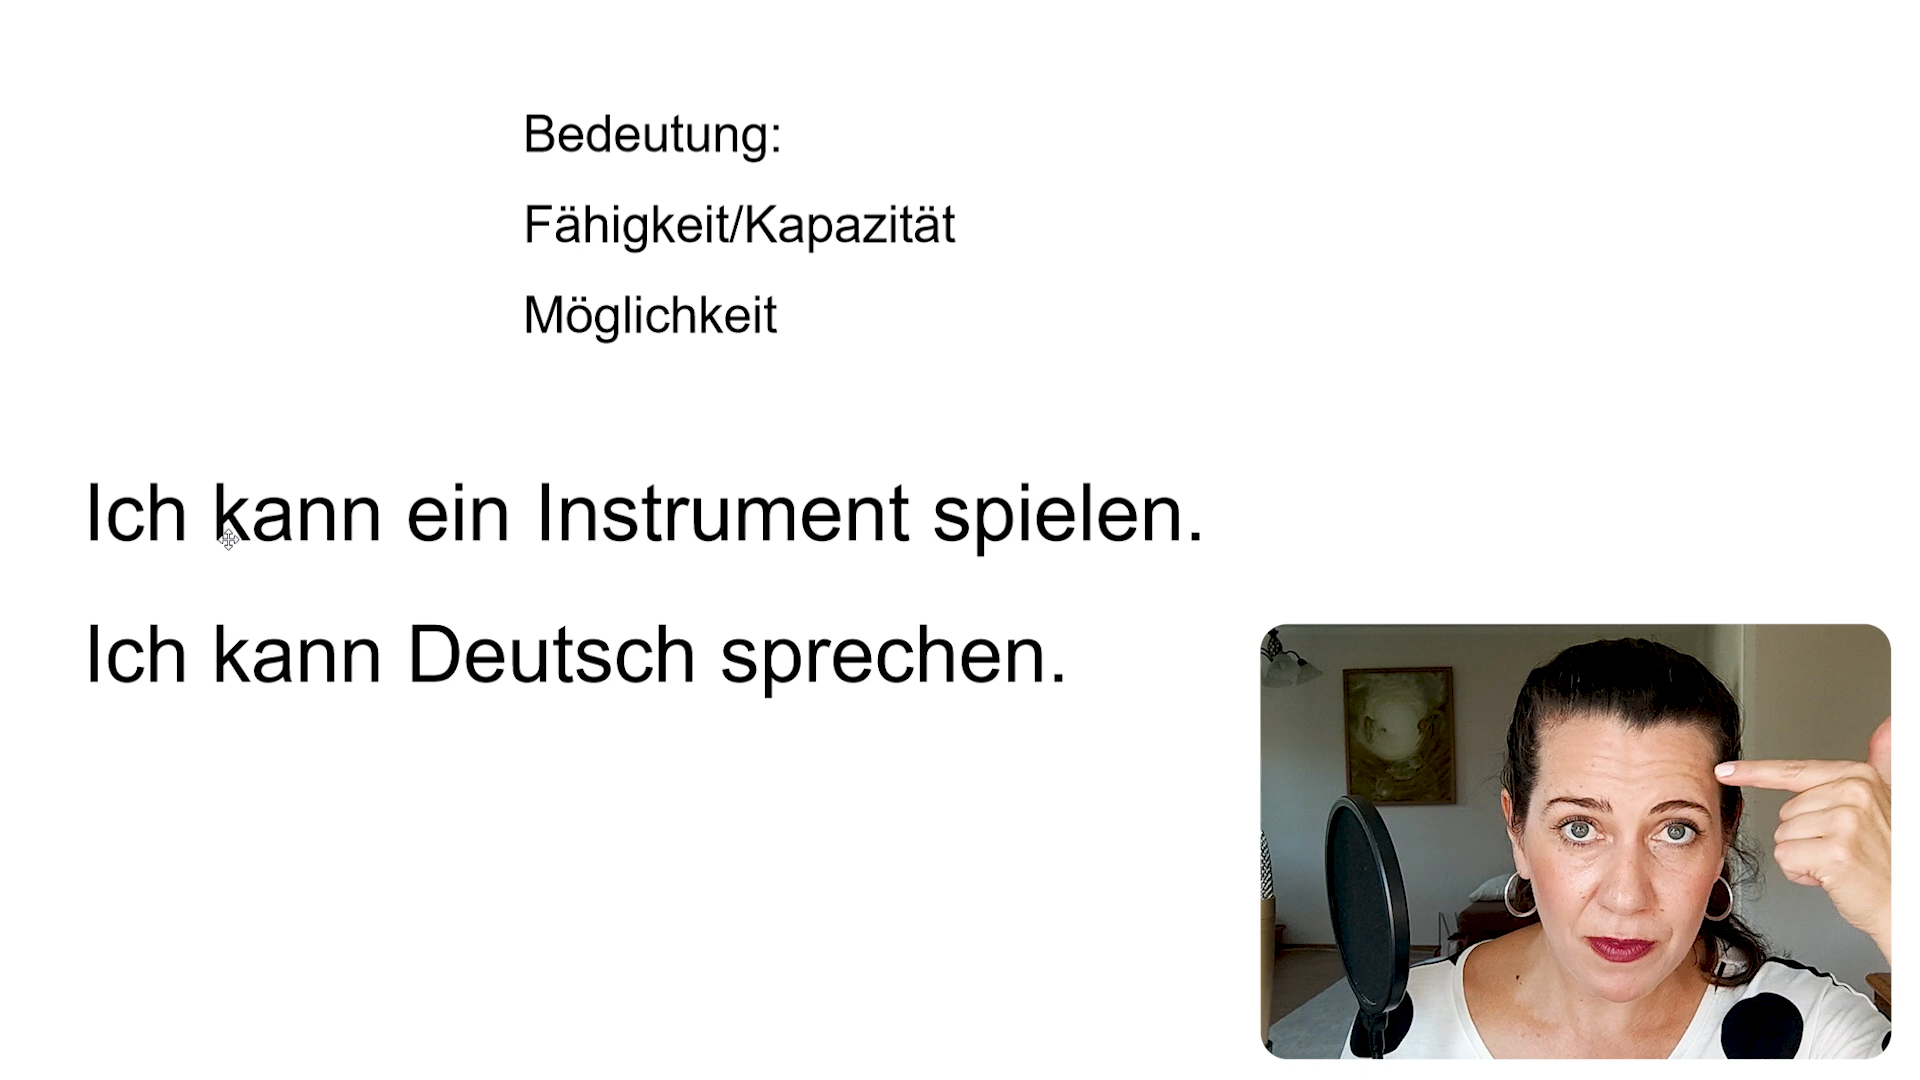 Bedeutung:
Fähigkeit/Kapazität
Möglichkeit
Ich kann ein Instrument spielen.
Ich kann Deutsch sprechen.